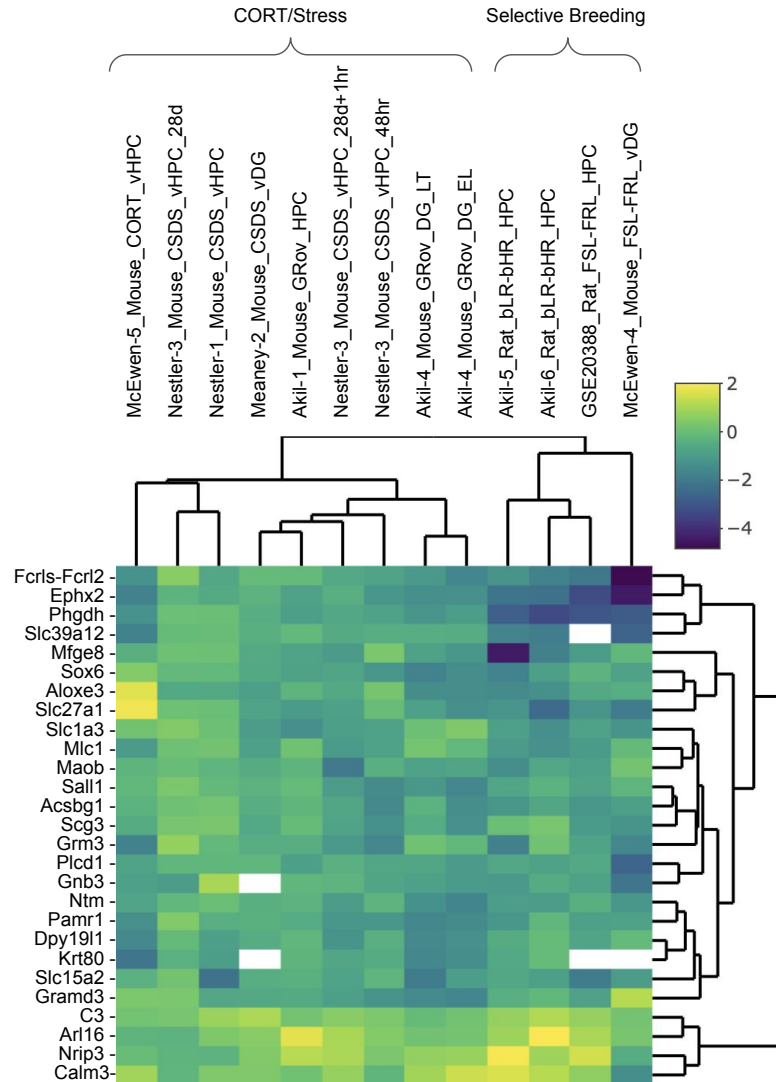 CORT/Stress
Selective Breeding
McEwen-5_Mouse_CORT_vHPC
Nestler-3_Mouse_CSDS_vHPC_28d
Nestler-1_Mouse_CSDS_vHPC
Meaney-2_Mouse_CSDS_vDG
Akil-1_Mouse_GRov_HPC
Nestler-3_Mouse_CSDS_vHPC_28d+1hr
Nestler-3_Mouse_CSDS_vHPC_48hr
Akil-4_Mouse_GRov_DG_LT
Akil-4_Mouse_GRov_DG_EL
Akil-5_Rat_bLR-bHR_HPC
Akil-6_Rat_bLR-bHR_HPC
GSE20388_Rat_FSL-FRL_HPC
McEwen-4_Mouse_FSL-FRL_vDG
2
0
−2
−4
Fcrls-Fcrl2
Ephx2
Phgdh
Slc39a12
Mfge8
Sox6
Aloxe3
Slc27a1
Slc1a3
Mlc1
Maob
Sall1
Acsbg1
Scg3
Grm3
Plcd1
Gnb3
Ntm
Pamr1
Dpy19l1
Krt80
Slc15a2
Gramd3
C3
Arl16
Nrip3
Calm3